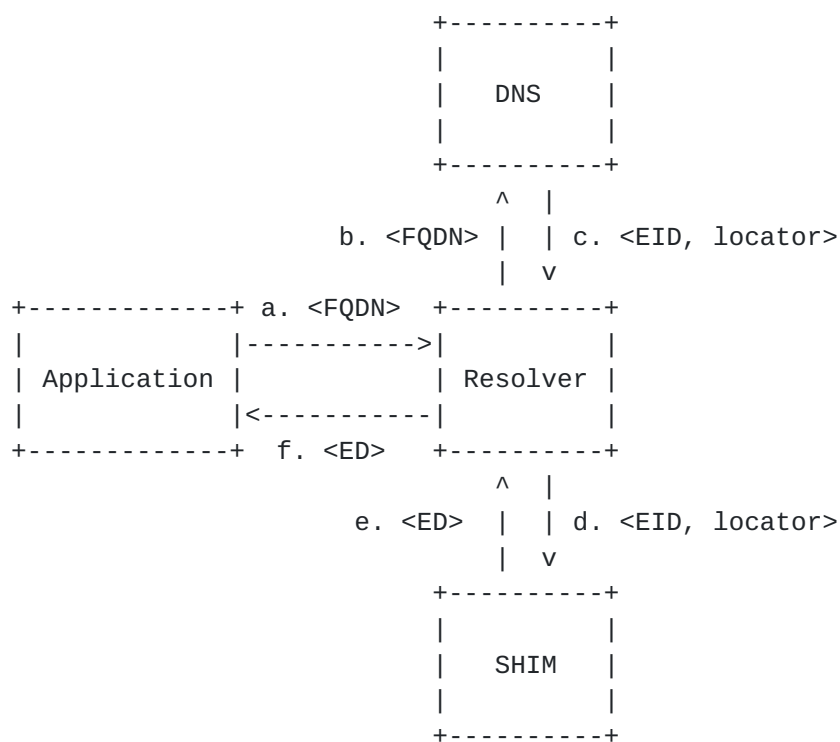 DNS
b. <FQDN> c. <EID, locator>
a. <FQDN>
Application Resolver
f. <ED>
e. <ED> d. <EID, locator>
SHIM